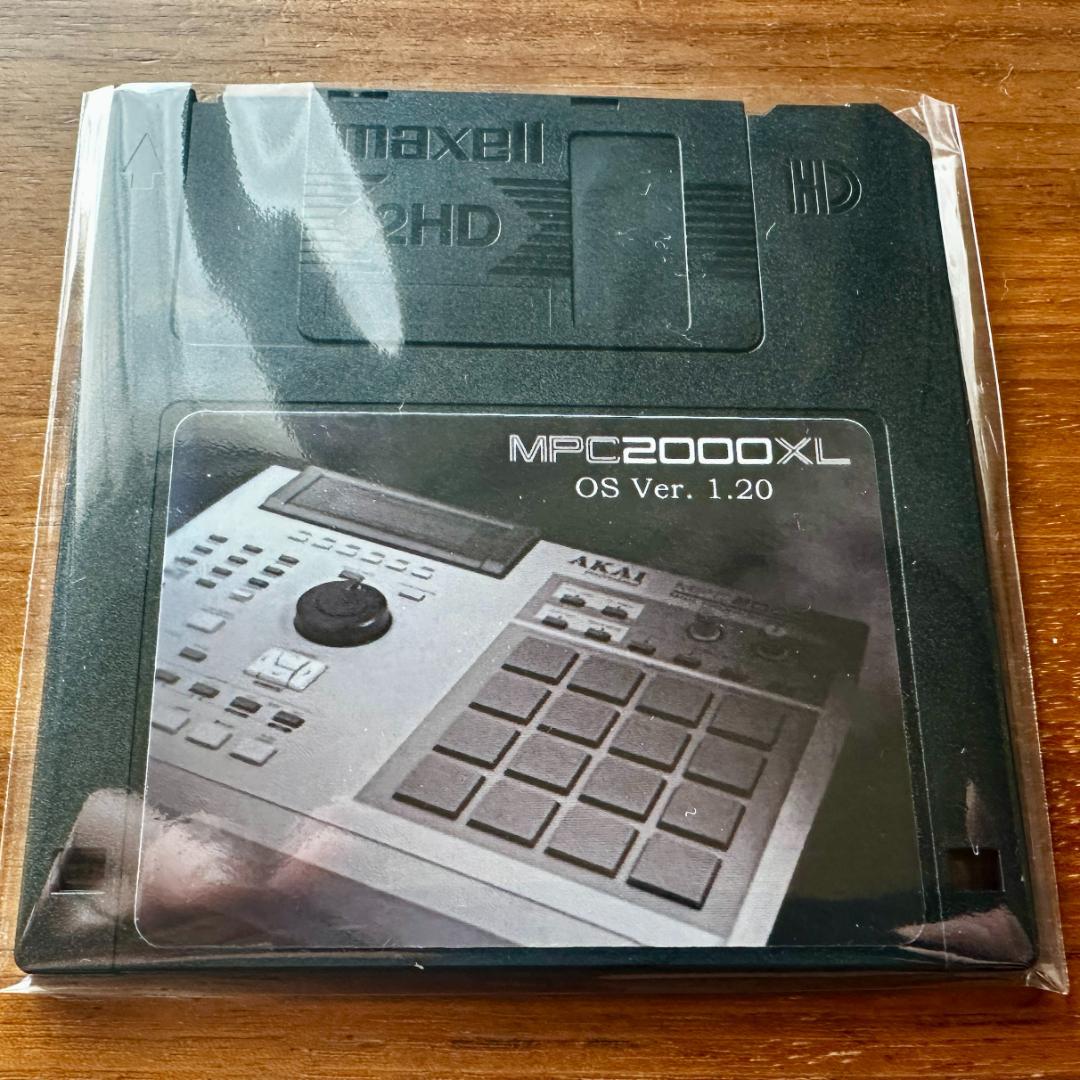 maxell
2HD
HD
MPC2000XL
OS Ver. 1.20
AKAI